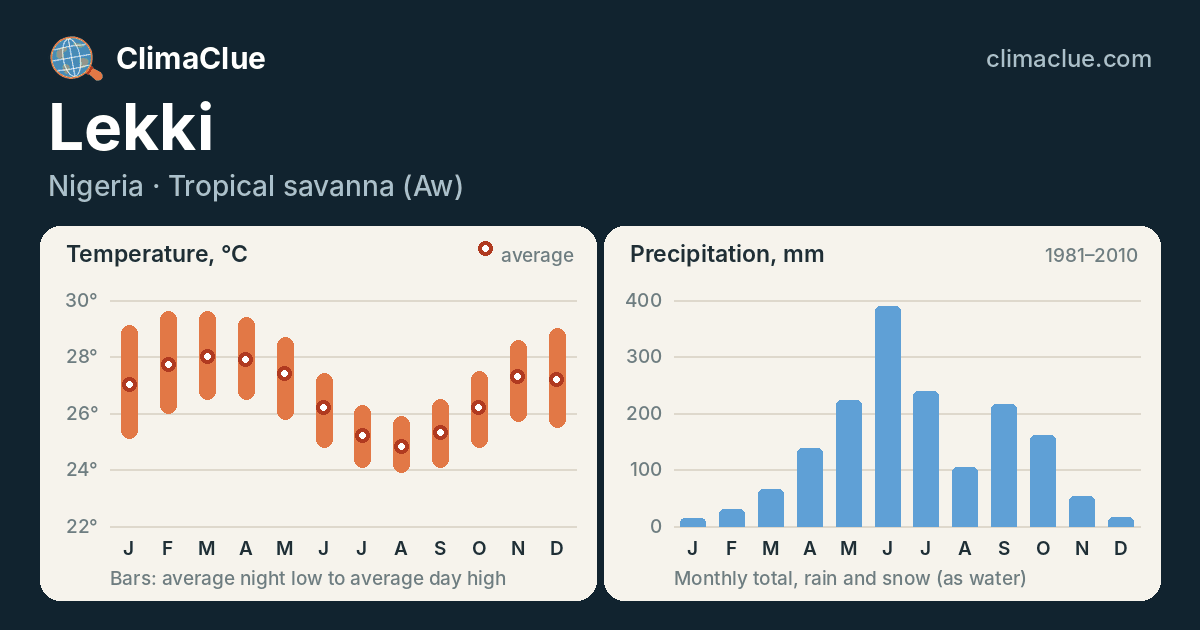 ClimaClue
climaclue.com
Lekki
Nigeria · Tropical savanna (Aw)
Temperature, °C
average
30°
28°
26°
24°
22°
J F M A M J J A S O N D
Bars: average night low to average day high
Precipitation, mm
1981–2010
400
300
200
100
0
J F M A M J J A S O N D
Monthly total, rain and snow (as water)